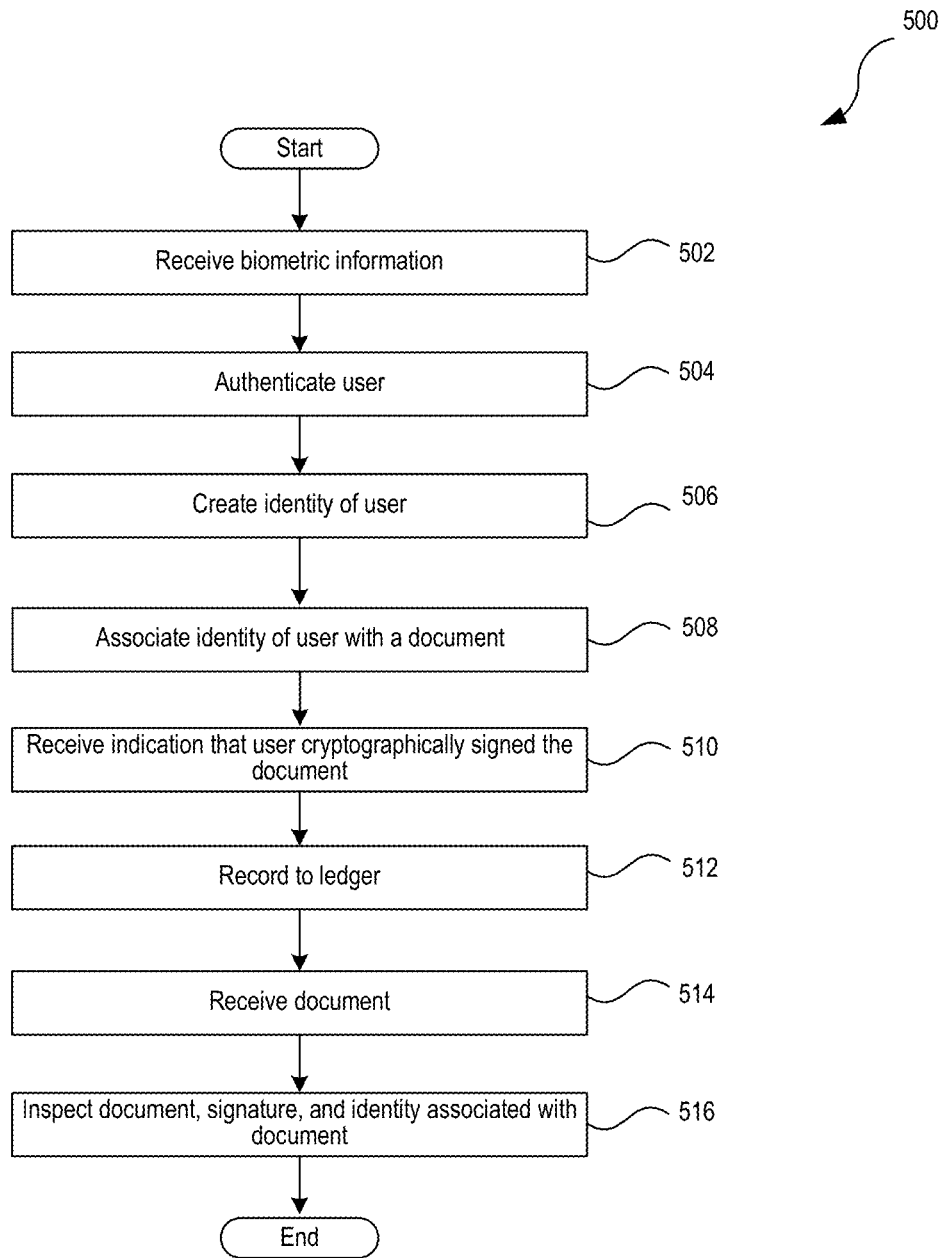 500
Start
Receive biometric information
502
Authenticate user
504
Create identity of user
506
Associate identity of user with a document
508
Receive indication that user cryptographically signed the
document
510
Record to ledger
512
Receive document
514
Inspect document, signature, and identity associated with
document
516
End